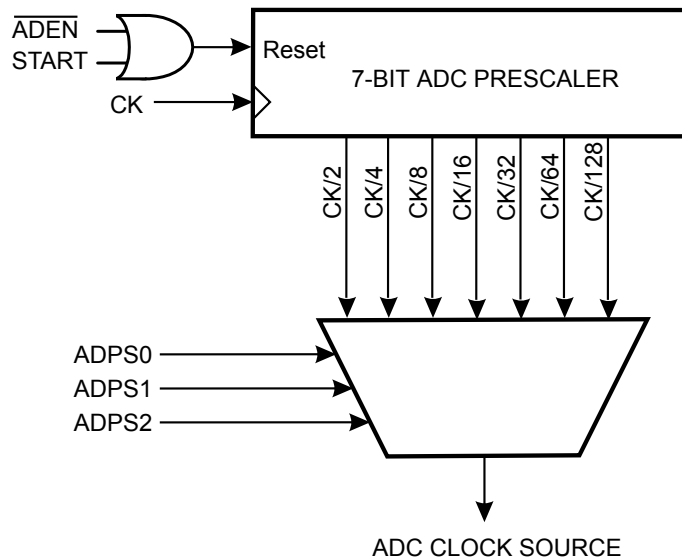 ADEN
START
Reset
7-BIT ADC PRESCALER
CK
CK/2
CK/4
CK/8
CK/16
CK/32
CK/64
CK/128
ADPS0
ADPS1
ADPS2
ADC CLOCK SOURCE